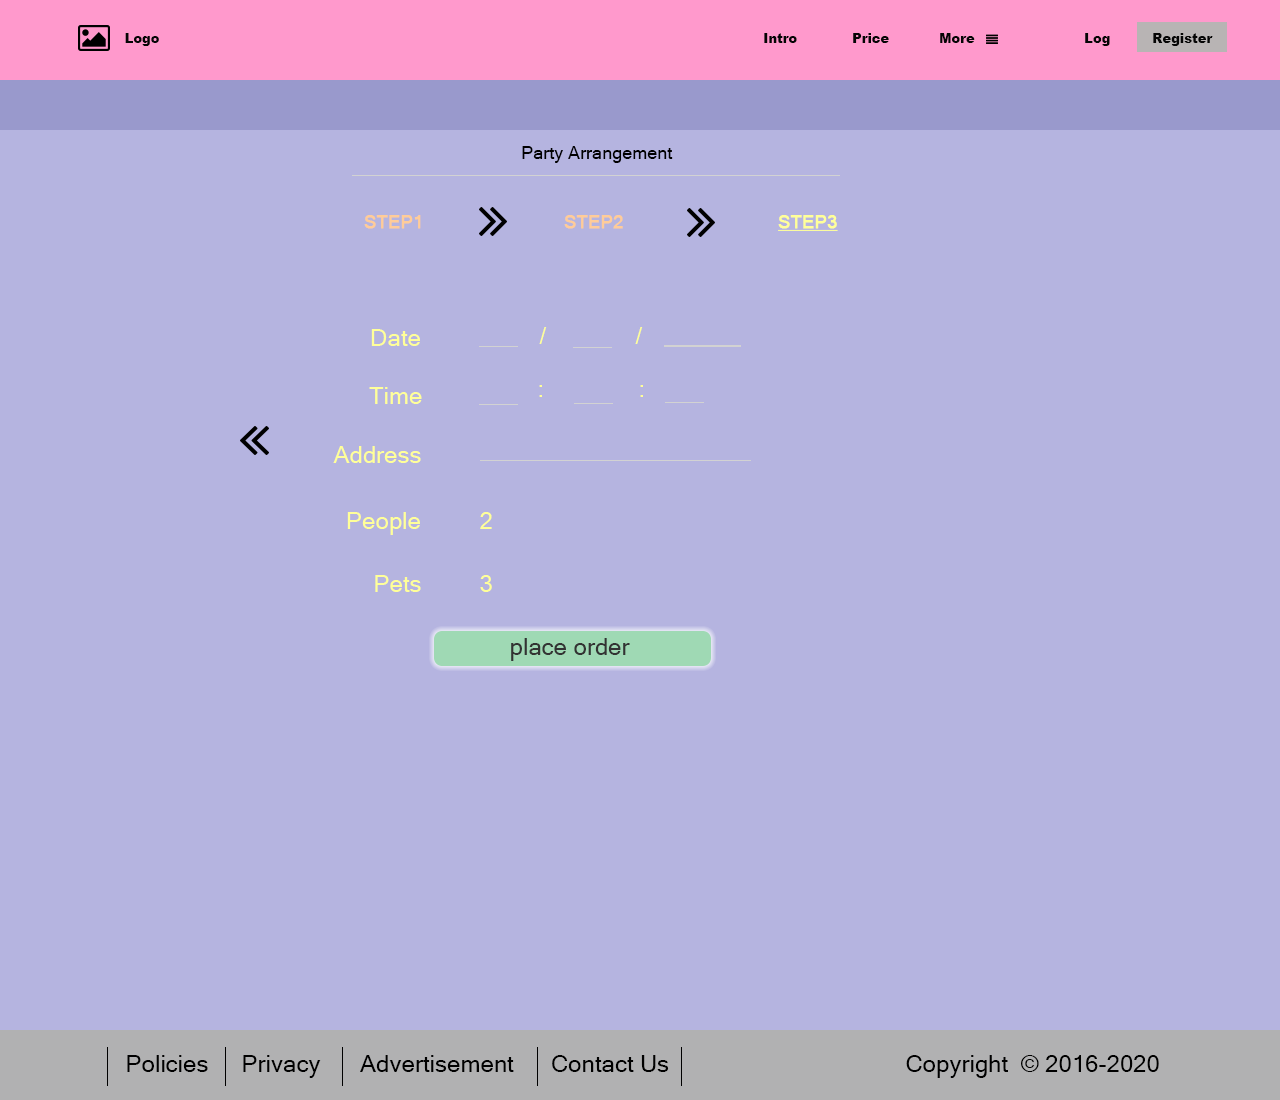 Logo Intro Price More Log Register
Party Arrangement
STEP1 STEP2 STEP3
Date / /
Time : :
Address
People 2
Pets 3
place order
Policies Privacy Advertisement Contact Us Copyright © 2016-2020